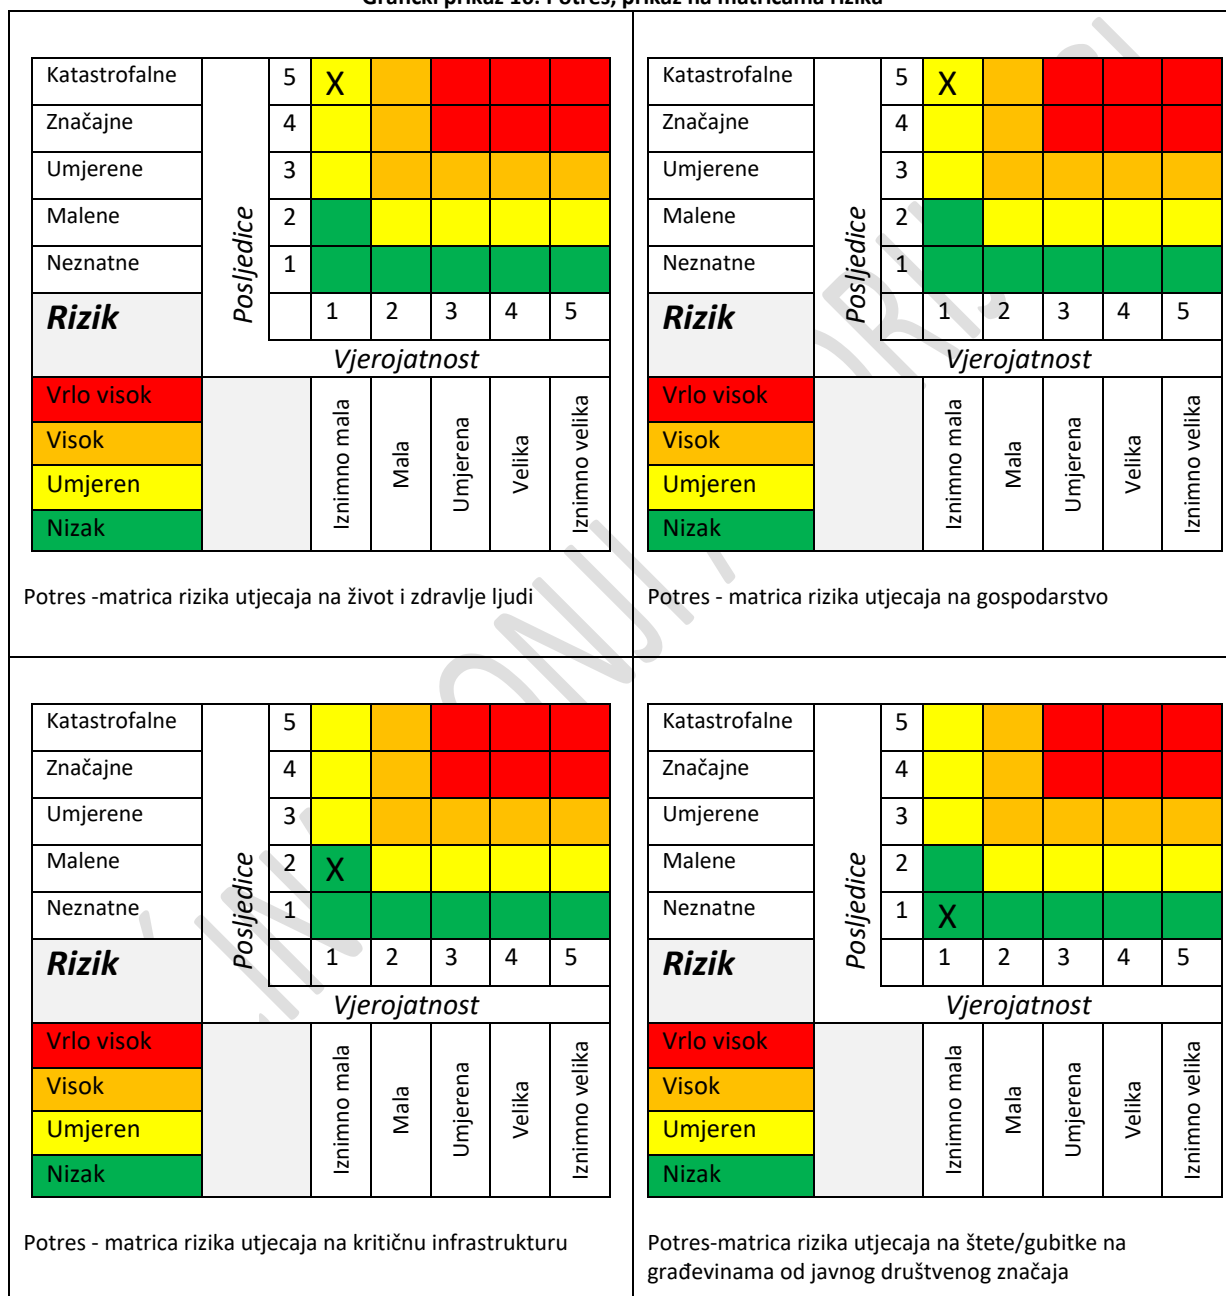 Grafički prikaz 10: Potres, prikaz na matricama rizika
Katastrofalne 5 X
Značajne 4
Umjerene 3
Malene 2
Neznatne 1
Posljedice
Rizik 1 2 3 4 5
Vjerojatnost
Vrlo visok
Visok
Umjeren
Nizak
Iznimno mala
Mala
Umjerena
Velika
Iznimno velika
Potres -matrica rizika utjecaja na život i zdravlje ljudi
Katastrofalne 5 X
Značajne 4
Umjerene 3
Malene 2
Neznatne 1
Posljedice
Rizik 1 2 3 4 5
Vjerojatnost
Vrlo visok
Visok
Umjeren
Nizak
Iznimno mala
Mala
Umjerena
Velika
Iznimno velika
Potres - matrica rizika utjecaja na gospodarstvo
Katastrofalne 5
Značajne 4
Umjerene 3
Malene 2 X
Neznatne 1
Posljedice
Rizik 1 2 3 4 5
Vjerojatnost
Vrlo visok
Visok
Umjeren
Nizak
Iznimno mala
Mala
Umjerena
Velika
Iznimno velika
Potres - matrica rizika utjecaja na kritičnu infrastrukturu
Katastrofalne 5
Značajne 4
Umjerene 3
Malene 2
Neznatne 1 X
Posljedice
Rizik 1 2 3 4 5
Vjerojatnost
Vrlo visok
Visok
Umjeren
Nizak
Iznimno mala
Mala
Umjerena
Velika
Iznimno velika
Potres-matrica rizika utjecaja na štete/gubitke na
građevinama od javnog društvenog značaja